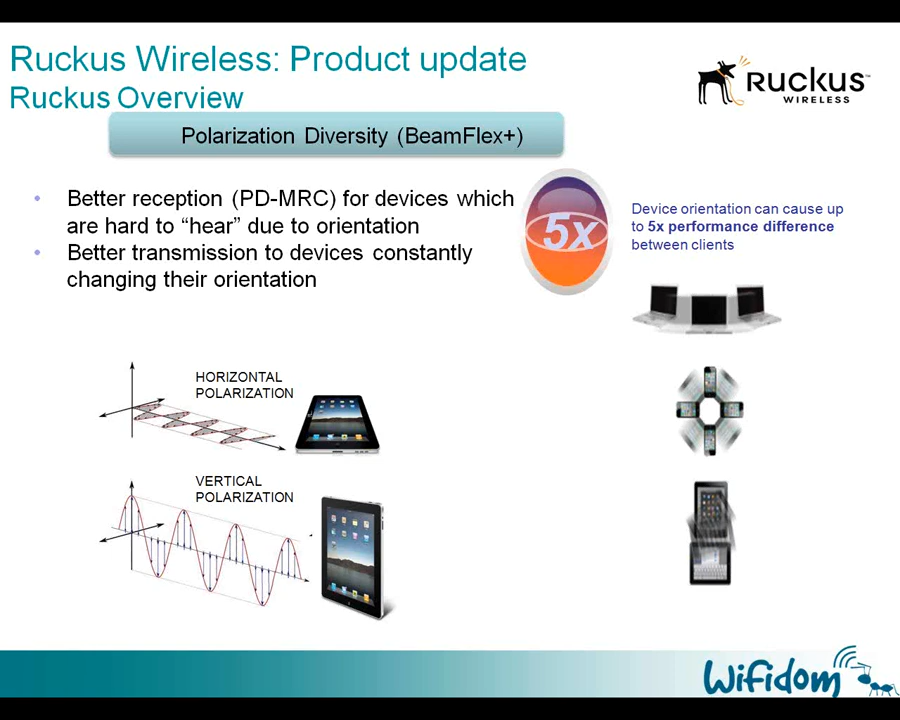 Ruckus Wireless: Product update
Ruckus Overview
Ruckus™
WIRELESS
Polarization Diversity (BeamFlex+)
• Better reception (PD-MRC) for devices which
are hard to “hear” due to orientation
• Better transmission to devices constantly
changing their orientation
5x
Device orientation can cause up
to 5x performance difference
between clients
HORIZONTAL
POLARIZATION
VERTICAL
POLARIZATION
Wifidom